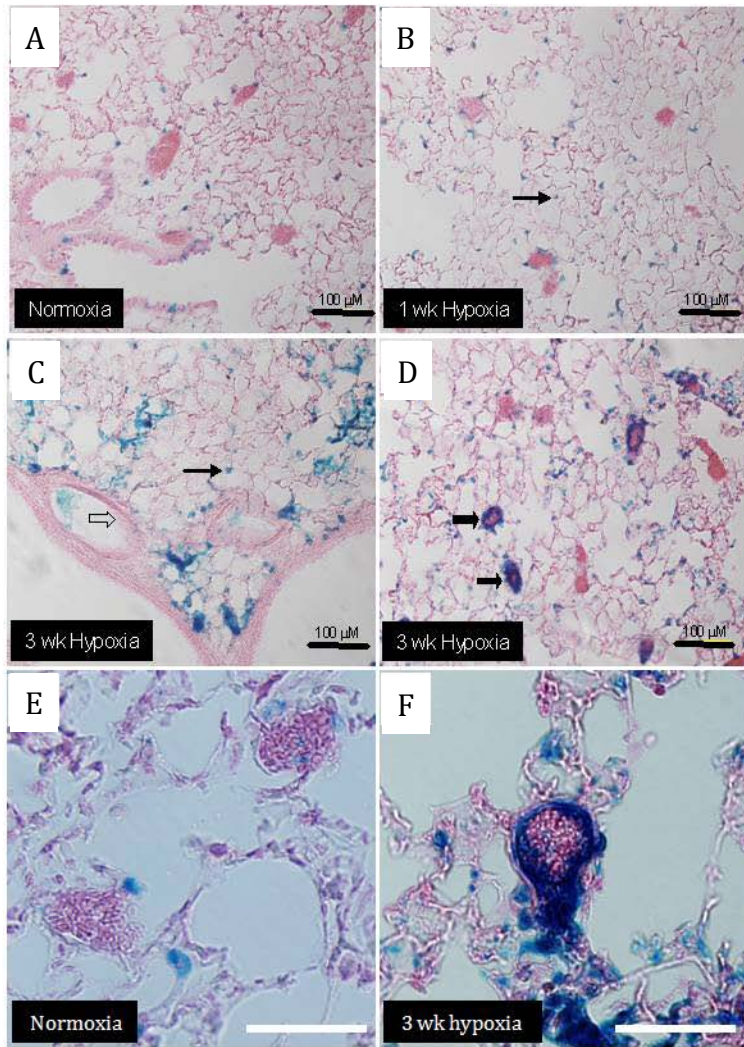 A
100 µM
Normoxia
B
100 µM
1 wk Hypoxia
C
100 µM
3 wk Hypoxia
D
100 µM
3 wk Hypoxia
E
Normoxia
F
3 wk hypoxia